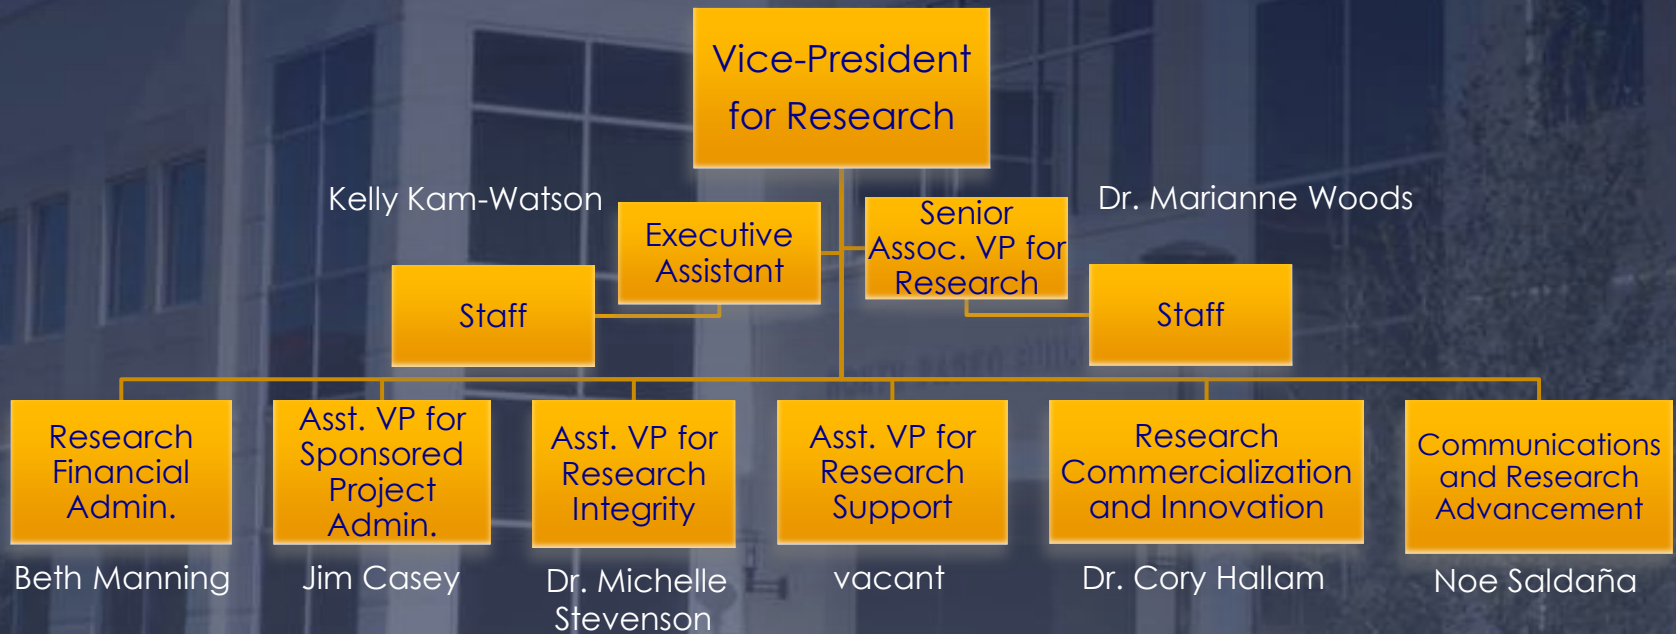 Vice-President
for Research
Kelly Kam-Watson
Executive
Assistant
Senior
Assoc. VP for
Research
Dr. Marianne Woods
Staff
Staff
Research
Financial
Admin.
Asst. VP for
Sponsored
Project
Admin.
Asst. VP for
Research
Integrity
Asst. VP for
Research
Support
Research
Commercialization
and Innovation
Communications
and Research
Advancement
Beth Manning
Jim Casey
Dr. Michelle
Stevenson
vacant
Dr. Cory Hallam
Noe Saldaña